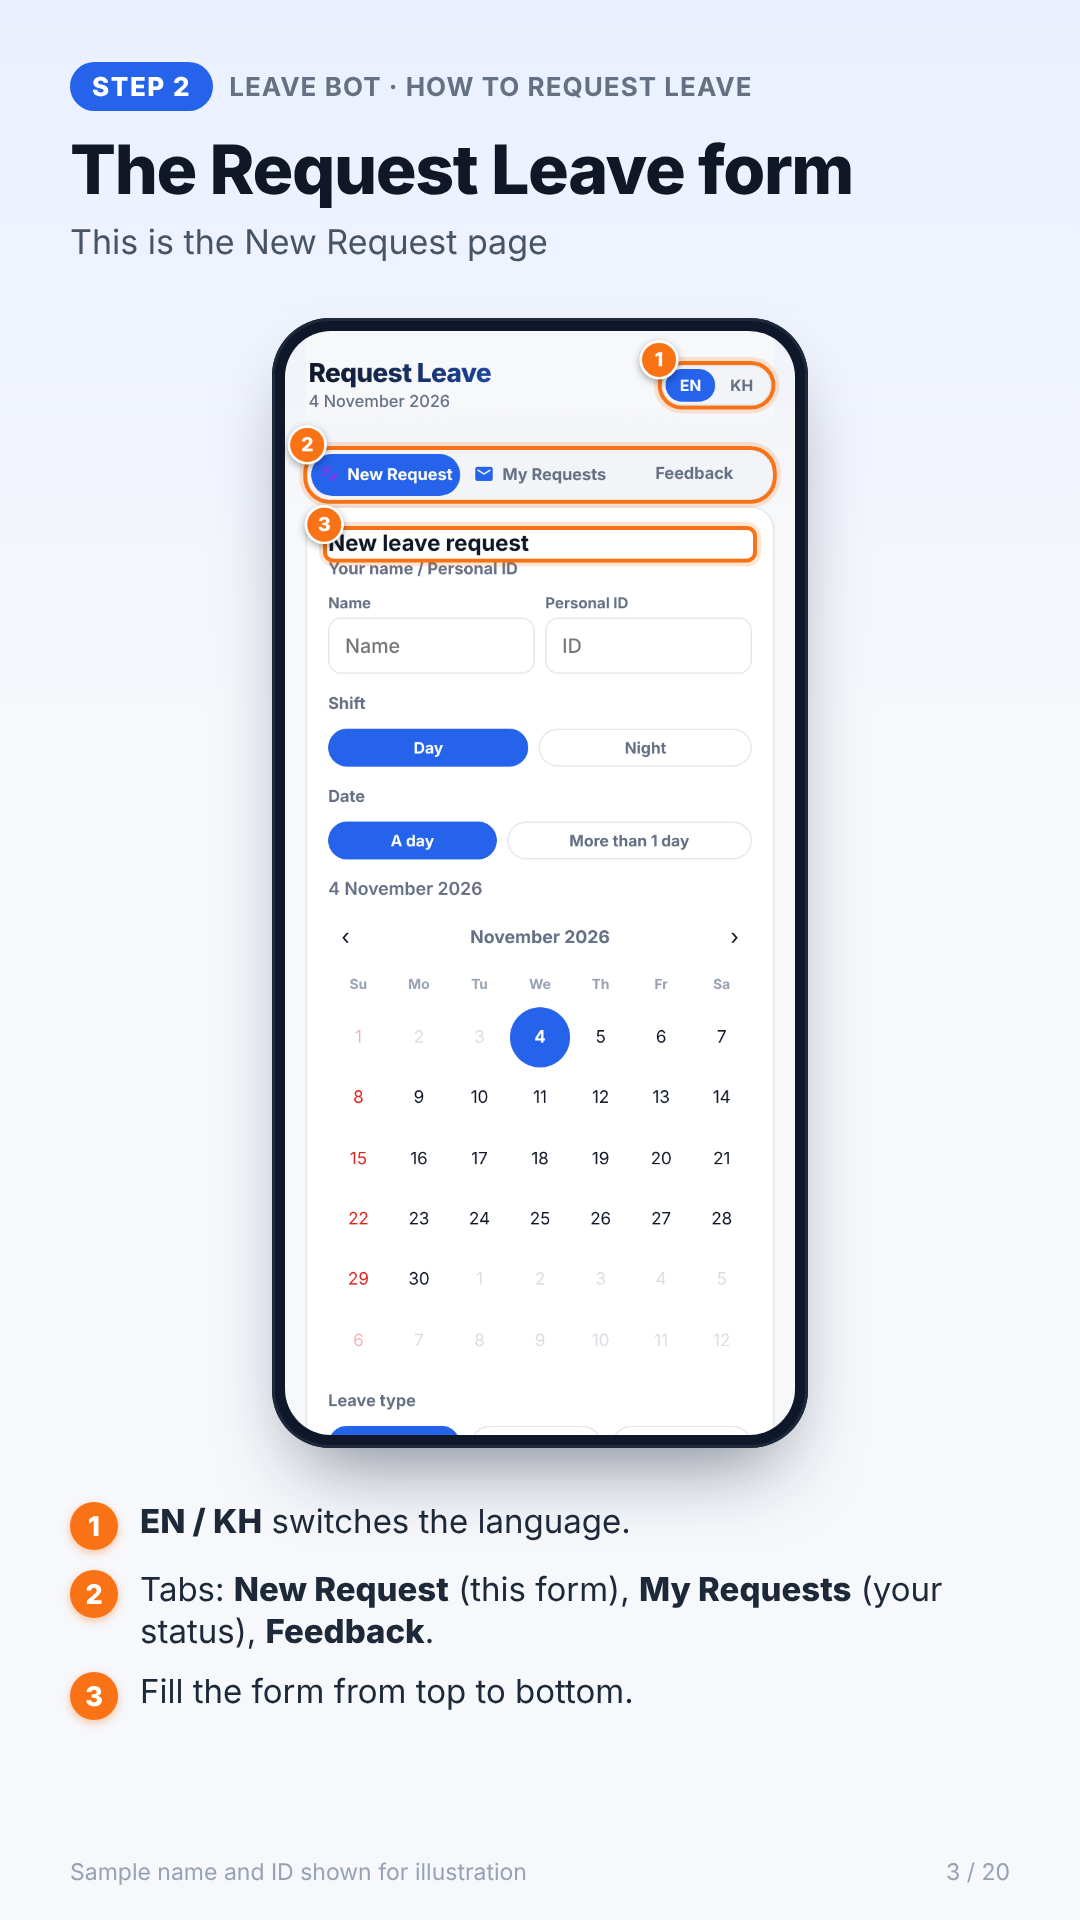 STEP 2 LEAVE BOT · HOW TO REQUEST LEAVE
The Request Leave form
This is the New Request page
Request Leave
4 November 2026
1
EN KH
2
New Request My Requests Feedback
3
New leave request
Your name / Personal ID
Name Personal ID
Name ID
Shift
Day Night
Date
A day More than 1 day
4 November 2026
‹ November 2026 ›
Su Mo Tu We Th Fr Sa
1 2 3 4 5 6 7
8 9 10 11 12 13 14
15 16 17 18 19 20 21
22 23 24 25 26 27 28
29 30 1 2 3 4 5
6 7 8 9 10 11 12
Leave type
1 EN / KH switches the language.
2 Tabs: New Request (this form), My Requests (your
status), Feedback.
3 Fill the form from top to bottom.
Sample name and ID shown for illustration 3 / 20